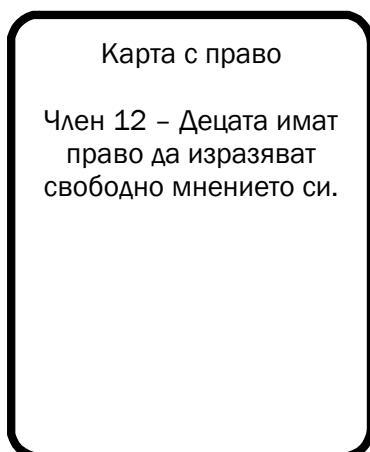 Карта с право
Член 12 – Децата имат
право да изразяват
свободно мнението си.